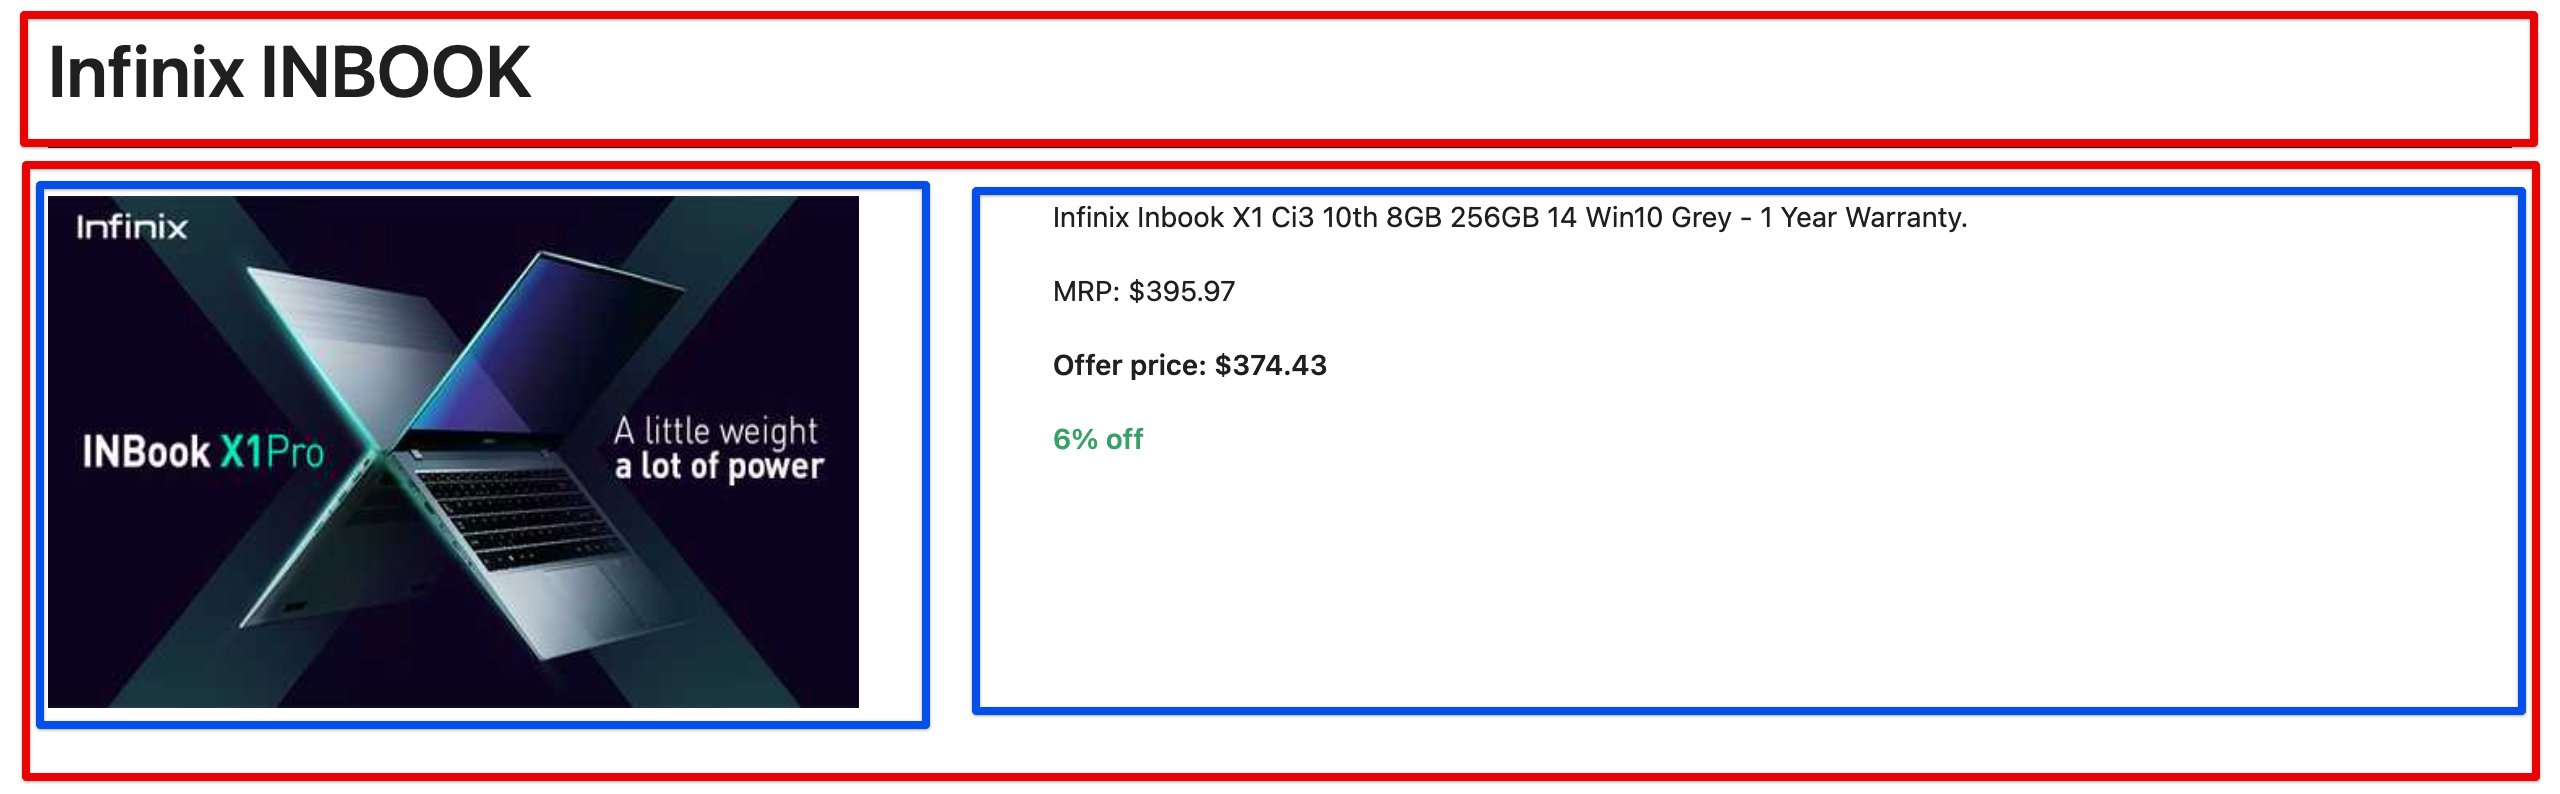 Infinix INBOOK
Infinix
INBook X1Pro
A little weight
a lot of power
Infinix Inbook X1 Ci3 10th 8GB 256GB 14 Win10 Grey - 1 Year Warranty.
MRP: $395.97
Offer price: $374.43
6% off